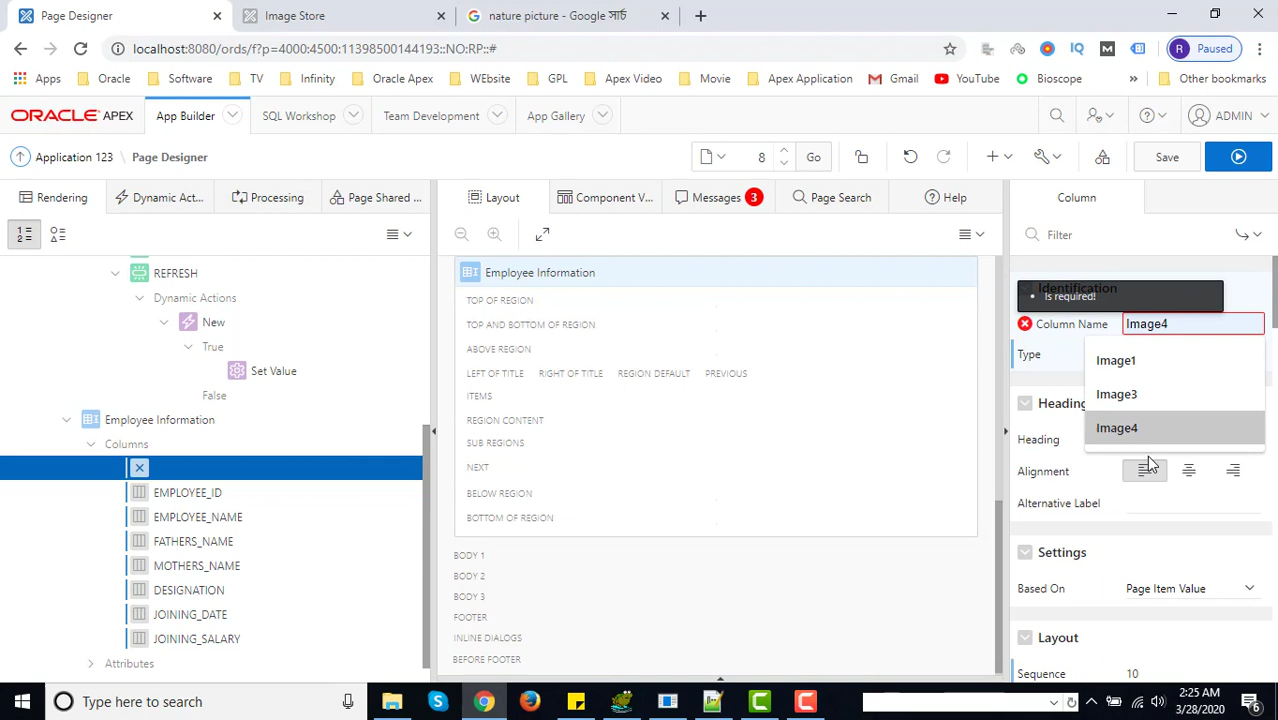 Page Designer
Image Store
nature picture - Google সার্চ
localhost:8080/ords/f?p=4000:4500:11398500144193::NO:RP::#
IQ
M
R
Paused
Apps
Oracle
Software
TV
Infinity
Oracle Apex
WEbsite
GPL
Apex Video
Movie
Apex Application
Gmail
YouTube
Bioscope
»
Other bookmarks
ORACLE APEX
App Builder
SQL Workshop
Team Development
App Gallery
ADMIN
Application 123
Page Designer
8
Go
Save
Rendering
Dynamic Act...
Processing
Page Shared ...
Layout
Component V...
Messages 3
Page Search
Help
Column
Filter
REFRESH
Dynamic Actions
New
True
Set Value
False
Employee Information
Columns
EMPLOYEE_ID
EMPLOYEE_NAME
FATHERS_NAME
MOTHERS_NAME
DESIGNATION
JOINING_DATE
JOINING_SALARY
Attributes
Employee Information
TOP OF REGION
TOP AND BOTTOM OF REGION
ABOVE REGION
LEFT OF TITLE RIGHT OF TITLE REGION DEFAULT PREVIOUS
ITEMS
REGION CONTENT
SUB REGIONS
NEXT
BELOW REGION
BOTTOM OF REGION
BODY 1
BODY 2
BODY 3
FOOTER
INLINE DIALOGS
BEFORE FOOTER
Identification
Is required!
Column Name Image4
Type
Image1
Image3
Image4
Heading
Heading
Alignment
Alternative Label
Settings
Based On Page Item Value
Layout
Sequence 10
Type here to search
2:25 AM
3/28/2020
6